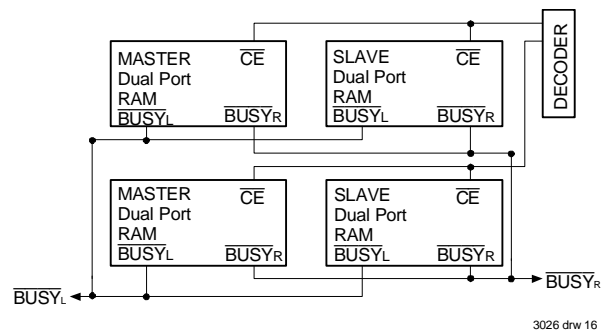 MASTER CE
Dual Port
RAM
BUSYL BUSYR
SLAVE CE
Dual Port
RAM
BUSYL BUSYR
DECODER
MASTER CE
Dual Port
RAM
BUSYL BUSYR
SLAVE CE
Dual Port
RAM
BUSYL BUSYR
BUSYL
BUSYR
3026 drw 16